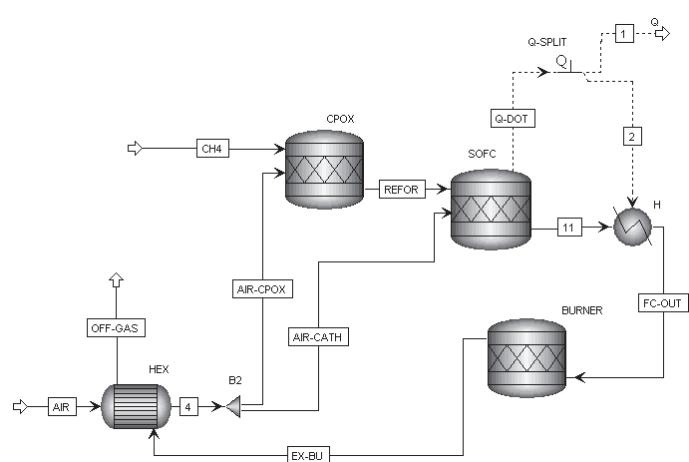 Q
1
Q-SPLIT
Q
CPOX
Q-DOT
2
CH4
SOFC
REFOR
H
11
AIR-CPOX
FC-OUT
OFF-GAS
AIR-CATH
BURNER
HEX
B2
AIR
4
EX-BU